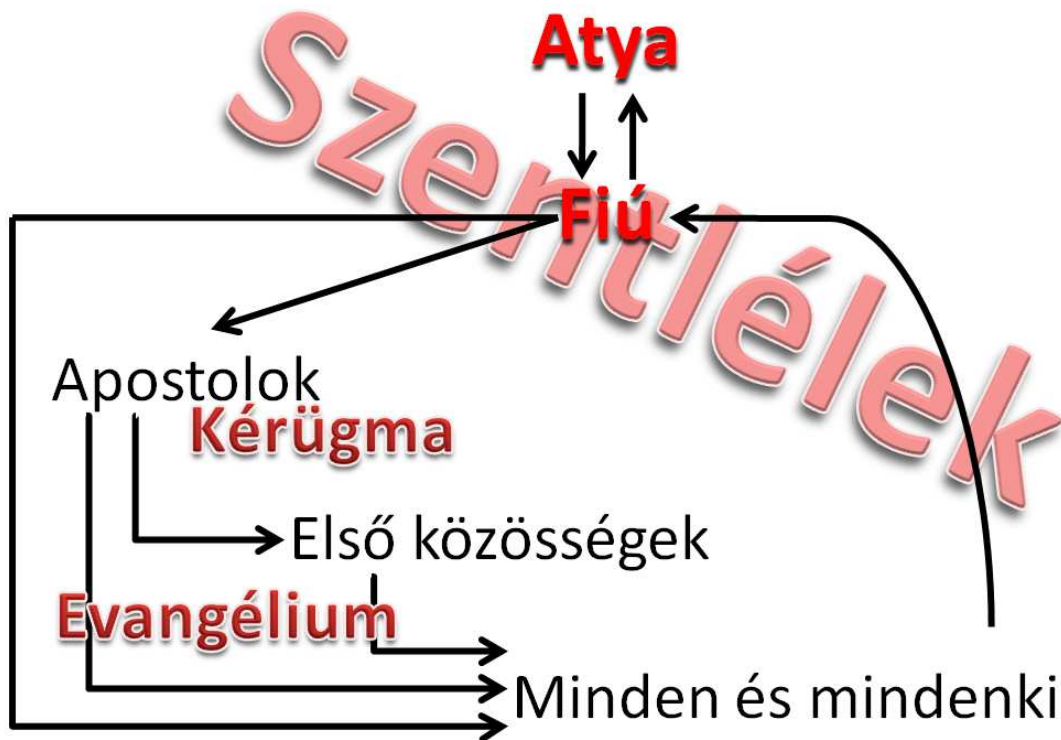 Atya
Szentlélek
Fiú
Apostolok
Kérügma
Első közösségek
Evangélium
Minden és mindenki